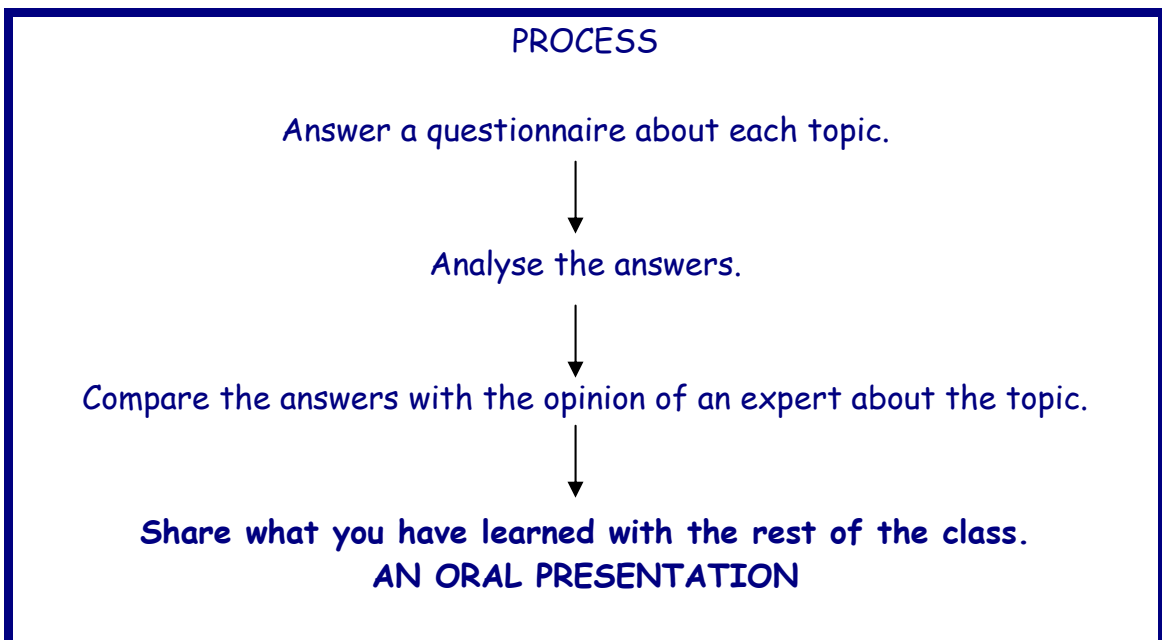 PROCESS
Answer a questionnaire about each topic.
Analyse the answers.
Compare the answers with the opinion of an expert about the topic.
Share what you have learned with the rest of the class.
AN ORAL PRESENTATION